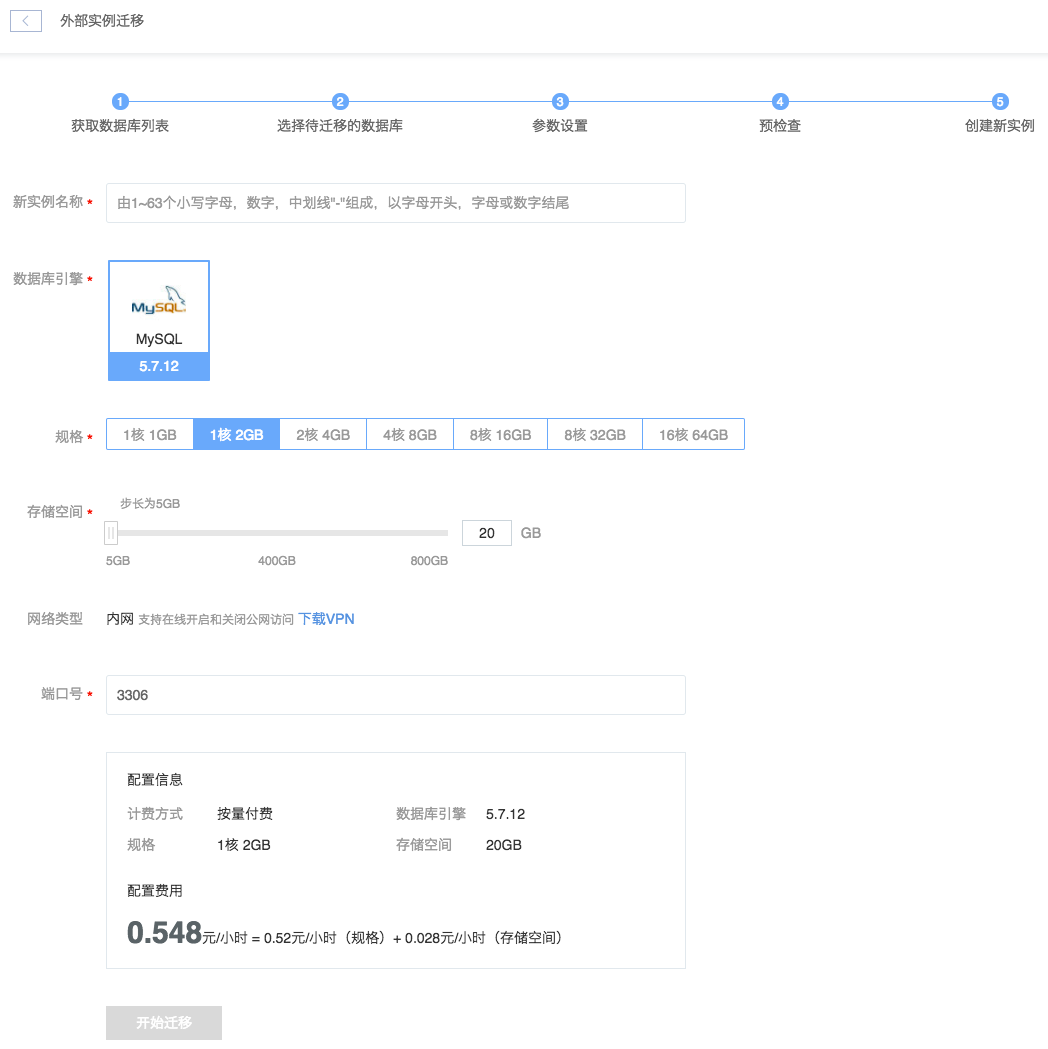 外部实例迁移
1 2 3 4 5
获取数据库列表 选择待迁移的数据库 参数设置 预检查 创建新实例
新实例名称 * 由1~63个小写字母，数字，中划线"-"组成，以字母开头，字母或数字结尾
数据库引擎 *
MySQL.
MySQL
5.7.12
规格 * 1核 1GB 1核 2GB 2核 4GB 4核 8GB 8核 16GB 8核 32GB 16核 64GB
步长为5GB
存储空间 * 20 GB
5GB 400GB 800GB
网络类型 内网 支持在线开启和关闭公网访问 下载VPN
端口号 * 3306
配置信息
计费方式 按量付费 数据库引擎 5.7.12
规格 1核 2GB 存储空间 20GB
配置费用
0.548元/小时 = 0.52元/小时（规格）+ 0.028元/小时（存储空间）
开始迁移